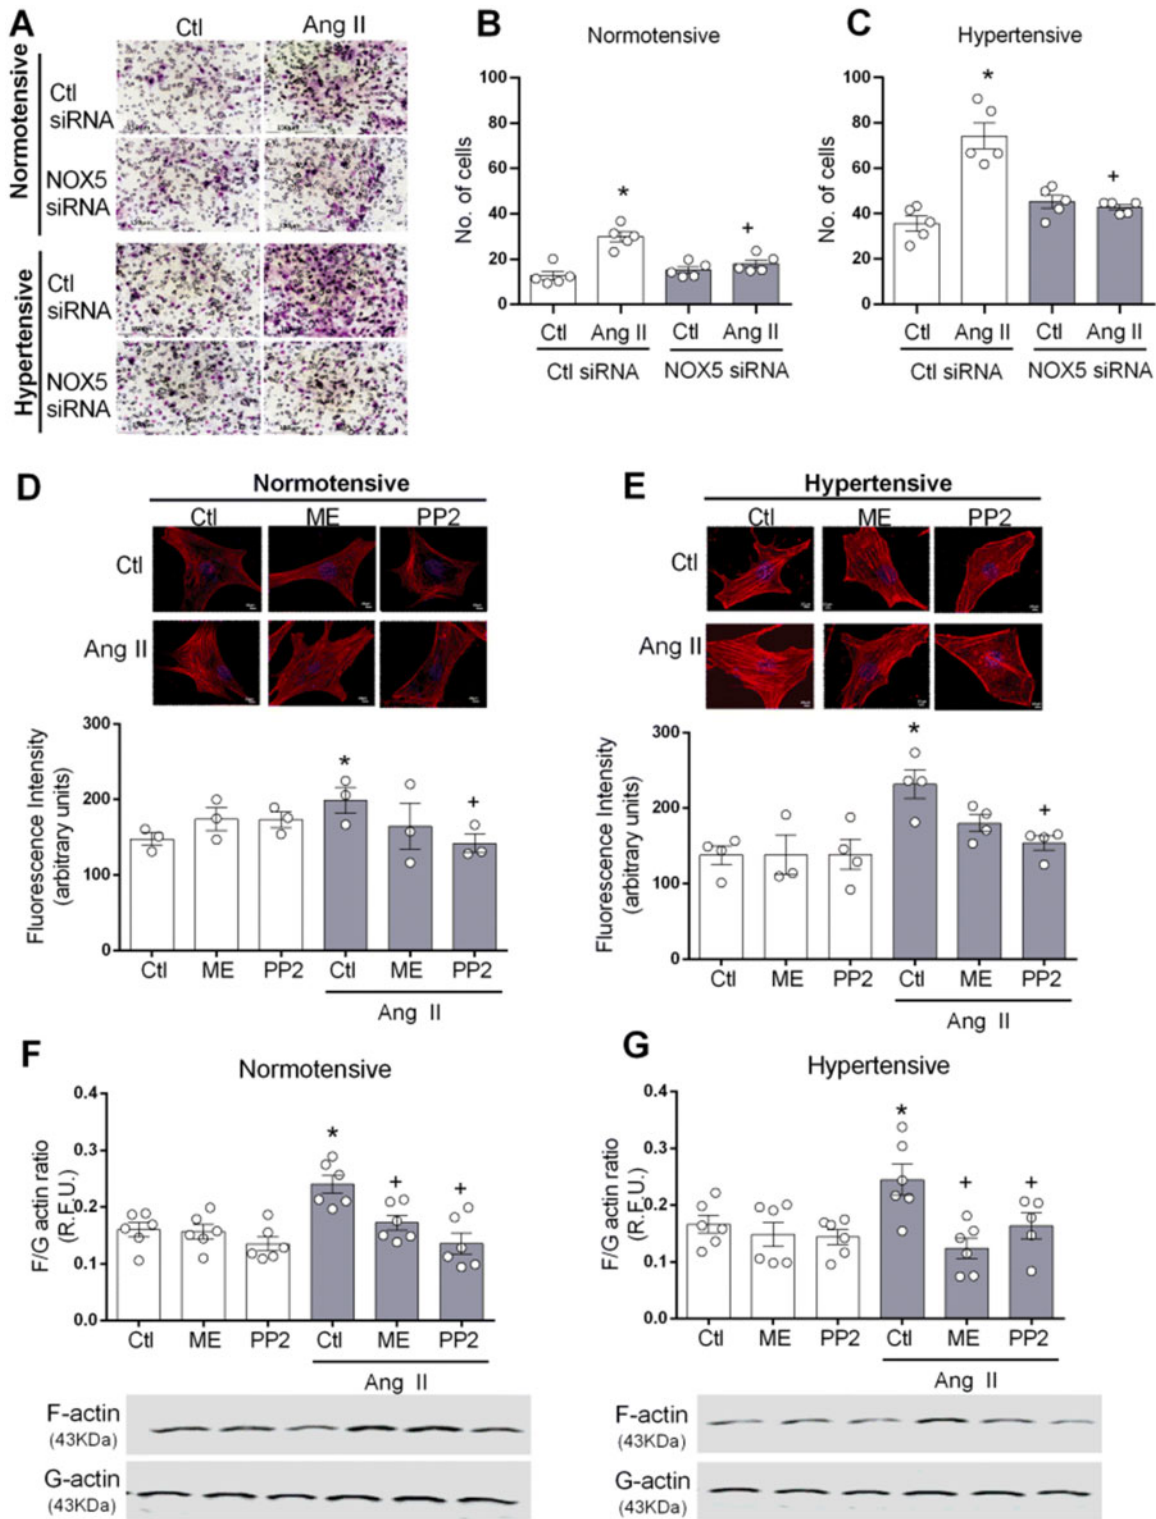 A
Ctl Ang II
Normotensive
Ctl
siRNA
NOX5
siRNA
Hypertensive
Ctl
siRNA
NOX5
siRNA
B
Normotensive
No. of cells
100
80
60
40
20
0
*
+
Ctl Ang II Ctl Ang II
Ctl siRNA NOX5 siRNA
C
Hypertensive
No. of cells
100
80
60
40
20
0
*
+
Ctl Ang II Ctl Ang II
Ctl siRNA NOX5 siRNA
D
Normotensive
Ctl ME PP2
Ctl
Ang II
Fluorescence Intensity
(arbitrary units)
300
200
100
0
*
+
Ctl ME PP2 Ctl ME PP2
Ang II
E
Hypertensive
Ctl ME PP2
Ctl
Ang II
Fluorescence Intensity
(arbitrary units)
300
200
100
0
*
+
Ctl ME PP2 Ctl ME PP2
Ang II
F
Normotensive
F/G actin ratio
(R.F.U.)
0.4
0.3
0.2
0.1
0.0
*
+
+
Ctl ME PP2 Ctl ME PP2
Ang II
F-actin
(43KDa)
G-actin
(43KDa)
G
Hypertensive
F/G actin ratio
(R.F.U.)
0.4
0.3
0.2
0.1
0.0
*
+
+
Ctl ME PP2 Ctl ME PP2
Ang II
F-actin
(43KDa)
G-actin
(43KDa)